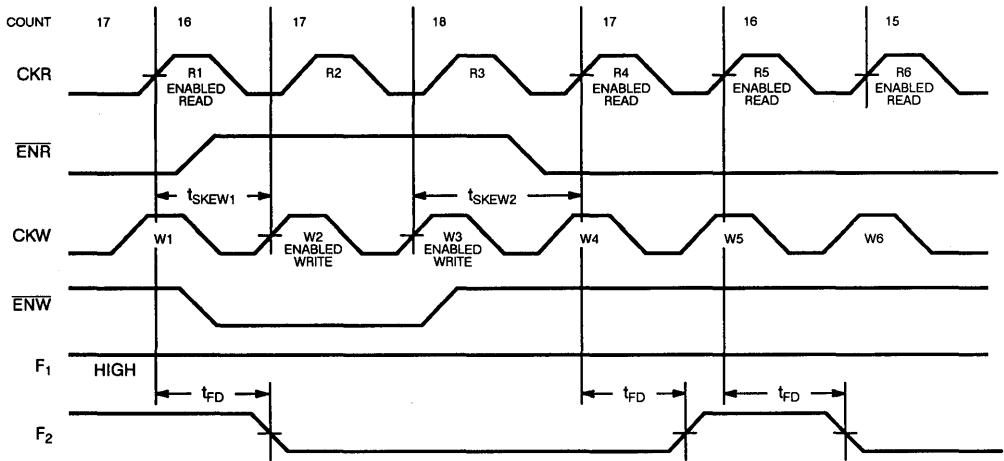 COUNT 17 16 17 18 17 16 15
CKR R1 R2 R3 R4 R5 R6
ENABLED ENABLED ENABLED ENABLED
READ READ READ READ
ENR
tSKEW1 tSKEW2
CKW W1 W2 W3 W4 W5 W6
ENABLED ENABLED
WRITE WRITE
ENW
F1 HIGH
tFD tFD tFD
F2